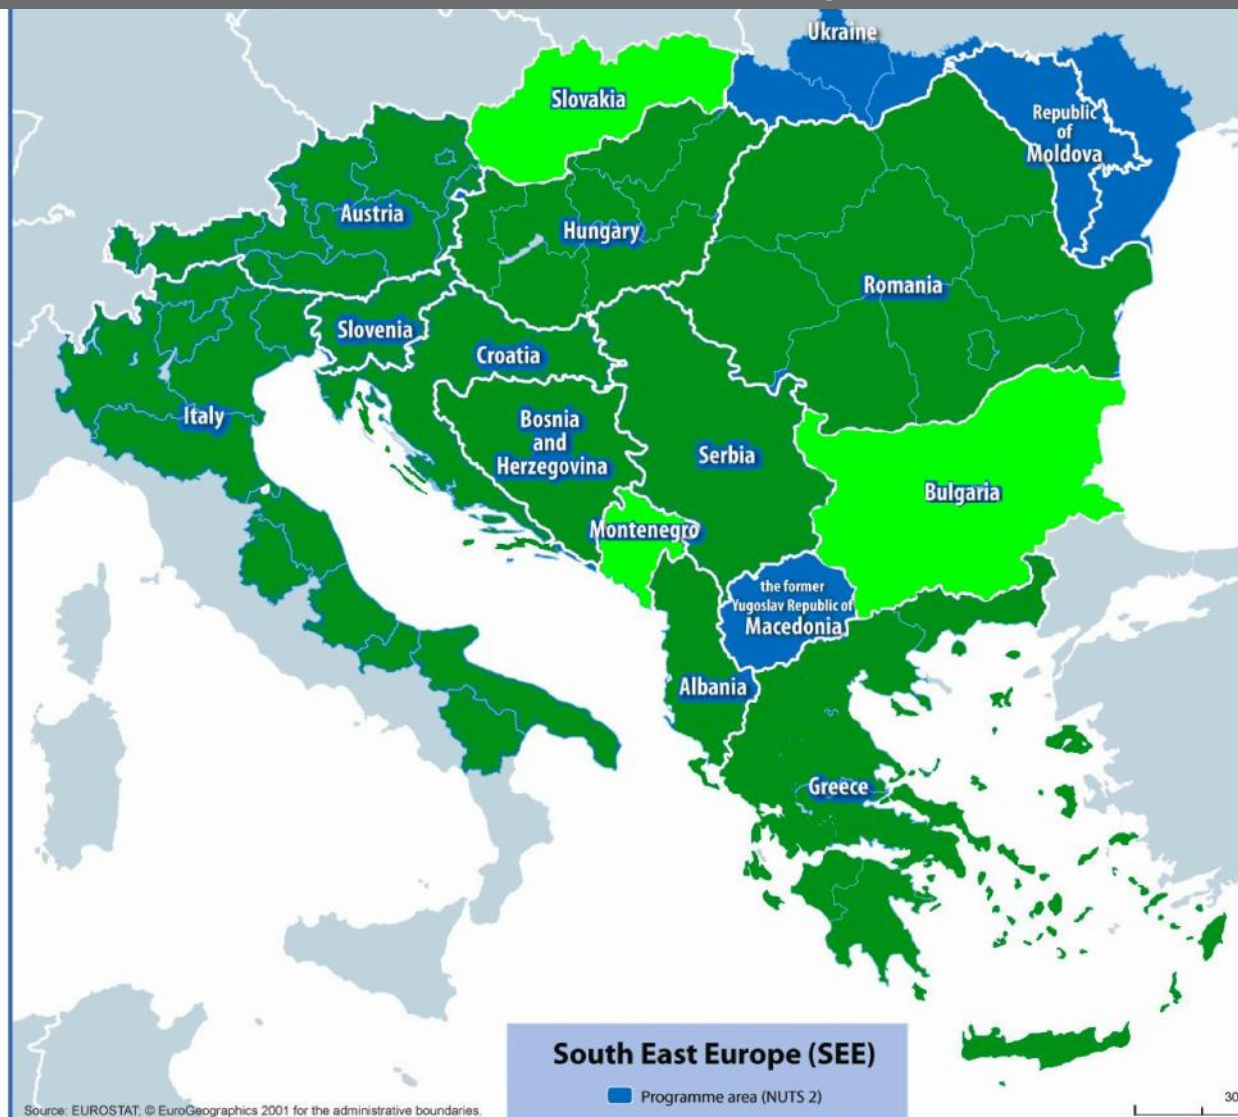 Ukraine
Slovakia
Republic
of
Moldova
Austria
Hungary
Romania
Slovenia
Croatia
Italy
Bosnia
and
Herzegovina
Serbia
Bulgaria
Montenegro
the former
Yugoslav Republic of
Macedonia
Albania
Greece
South East Europe (SEE)
Programme area (NUTS 2)
30
Source: EUROSTAT; © EuroGeographics 2001 for the administrative boundaries.